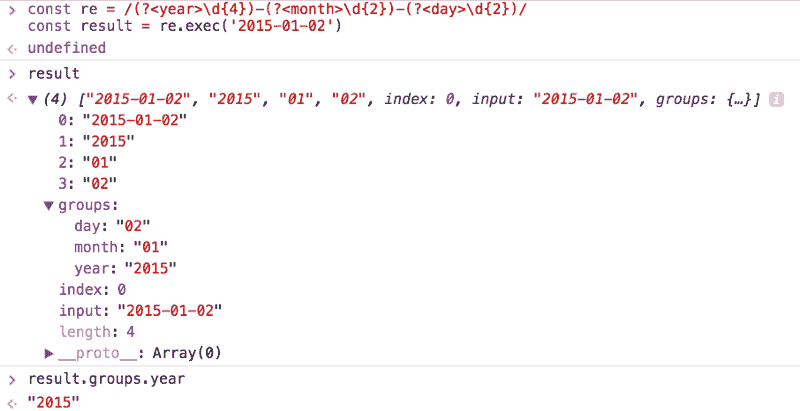 const re = /(?<year>\d{4})-(?<month>\d{2})-(?<day>\d{2})/
const result = re.exec('2015-01-02')
undefined
result
(4) ["2015-01-02", "2015", "01", "02", index: 0, input: "2015-01-02", groups: {…}] i
0: "2015-01-02"
1: "2015"
2: "01"
3: "02"
groups:
day: "02"
month: "01"
year: "2015"
index: 0
input: "2015-01-02"
length: 4
__proto__: Array(0)
result.groups.year
"2015"